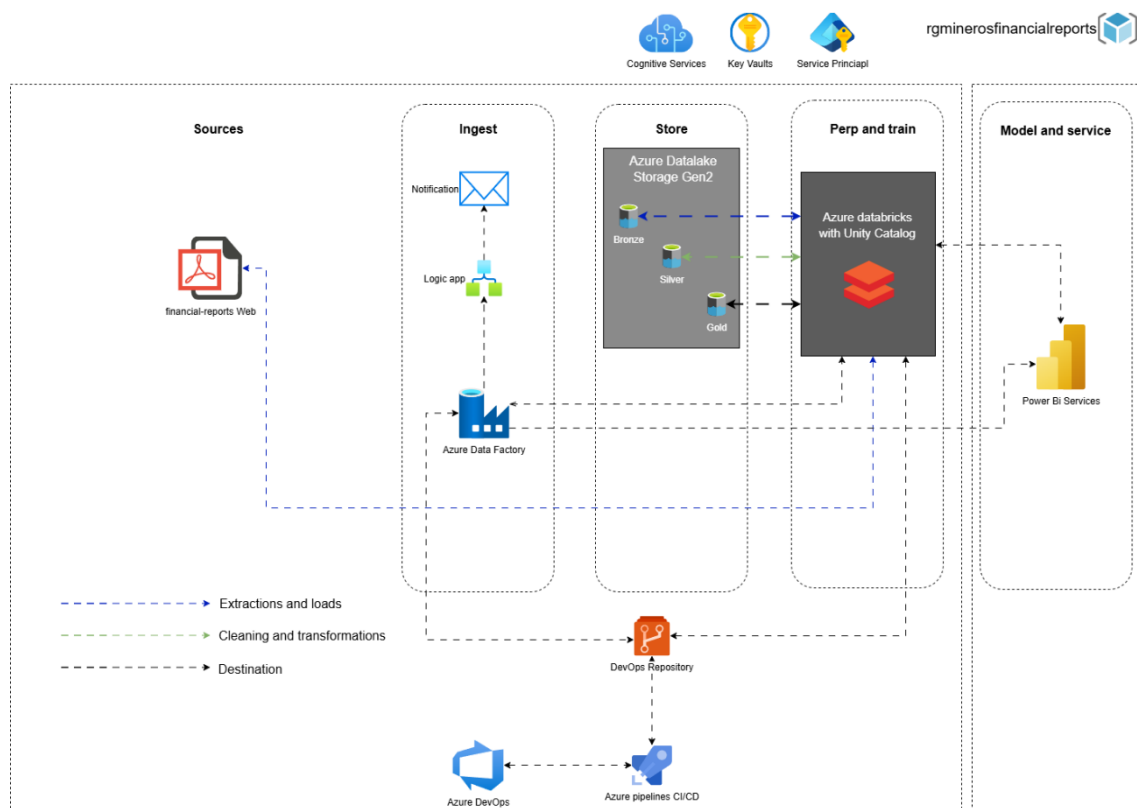 Cognitive Services
Key Vaults
Service Princiapl
rgminerosfinancialreports
Sources
Ingest
Store
Perp and train
Model and service
Azure Datalake
Storage Gen2
Notification
Bronze
Azure databricks
with Unity Catalog
Silver
Logic app
financial-reports Web
Gold
Power Bi Services
Azure Data Factory
Extractions and loads
Cleaning and transformations
Destination
DevOps Repository
Azure DevOps
Azure pipelines CI/CD